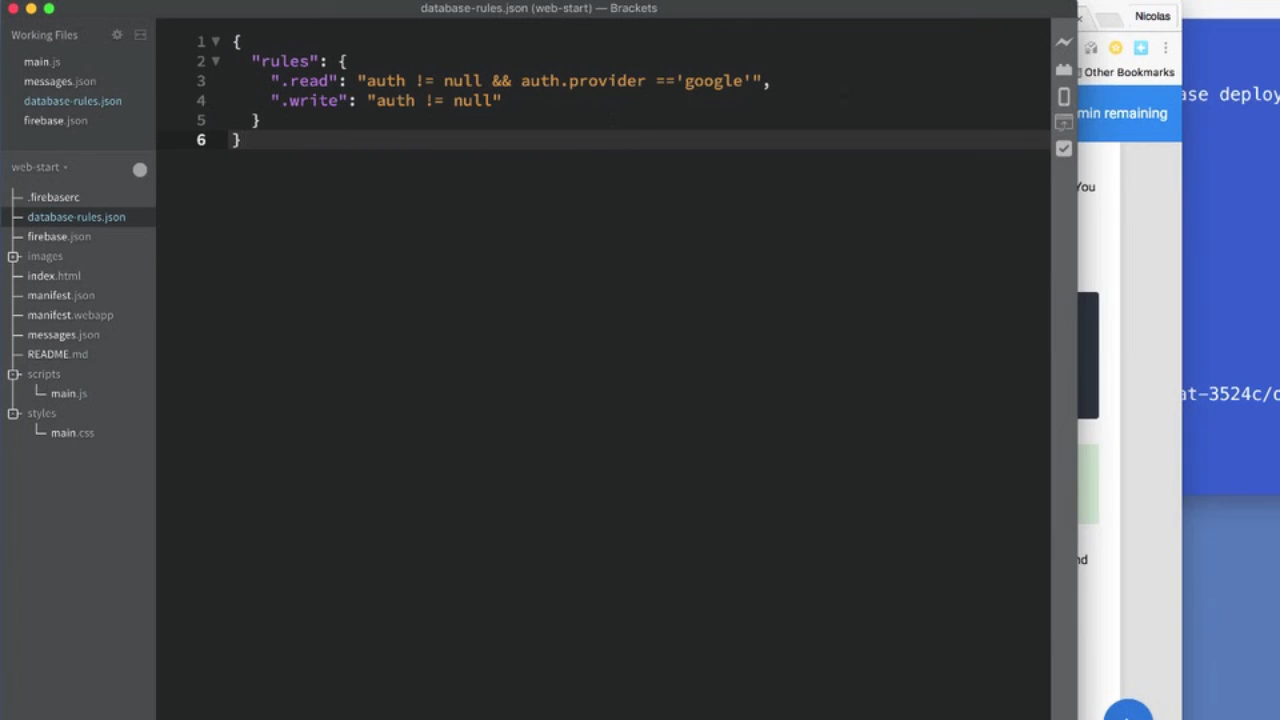 database-rules.json (web-start) — Brackets
Working Files
main.js
messages.json
database-rules.json
firebase.json
web-start
.firebaserc
database-rules.json
firebase.json
images
index.html
manifest.json
manifest.webapp
messages.json
README.md
scripts
main.js
styles
main.css
1 {
2 "rules": {
3 ".read": "auth != null && auth.provider =='google'",
4 ".write": "auth != null"
5 }
6 }
Nicolas
Other Bookmarks
min remaining
You
nd
ase deploy
at-3524c/